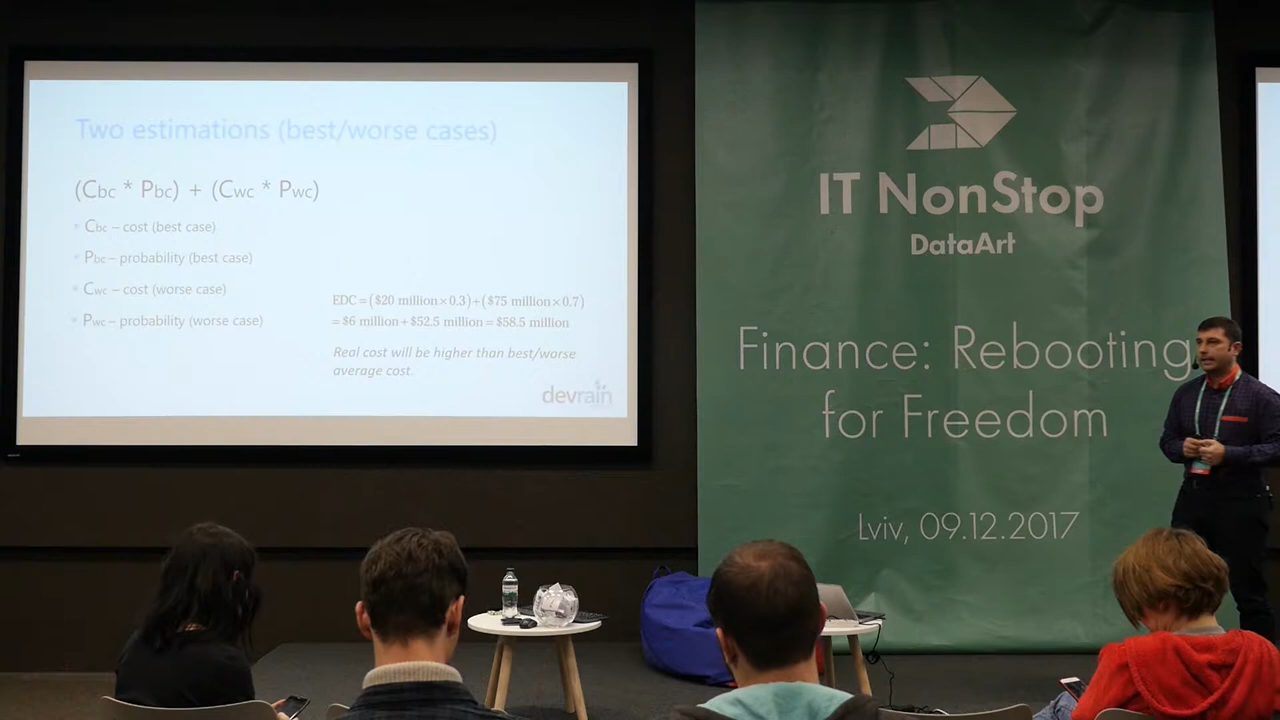 Two estimations (best/worse cases)
(Cbc * Pbc) + (Cwc * Pwc)
Cbc – cost (best case)
Pbc – probability (best case)
Cwc – cost (worse case)
Pwc – probability (worse case)
EDC = ($20 million × 0.3) + ($75 million × 0.7)
= $6 million + $52.5 million = $58.5 million
Real cost will be higher than best/worse
average cost.
devrain
IT NonStop
DataArt
Finance: Rebooting
for Freedom
Lviv, 09.12.2017